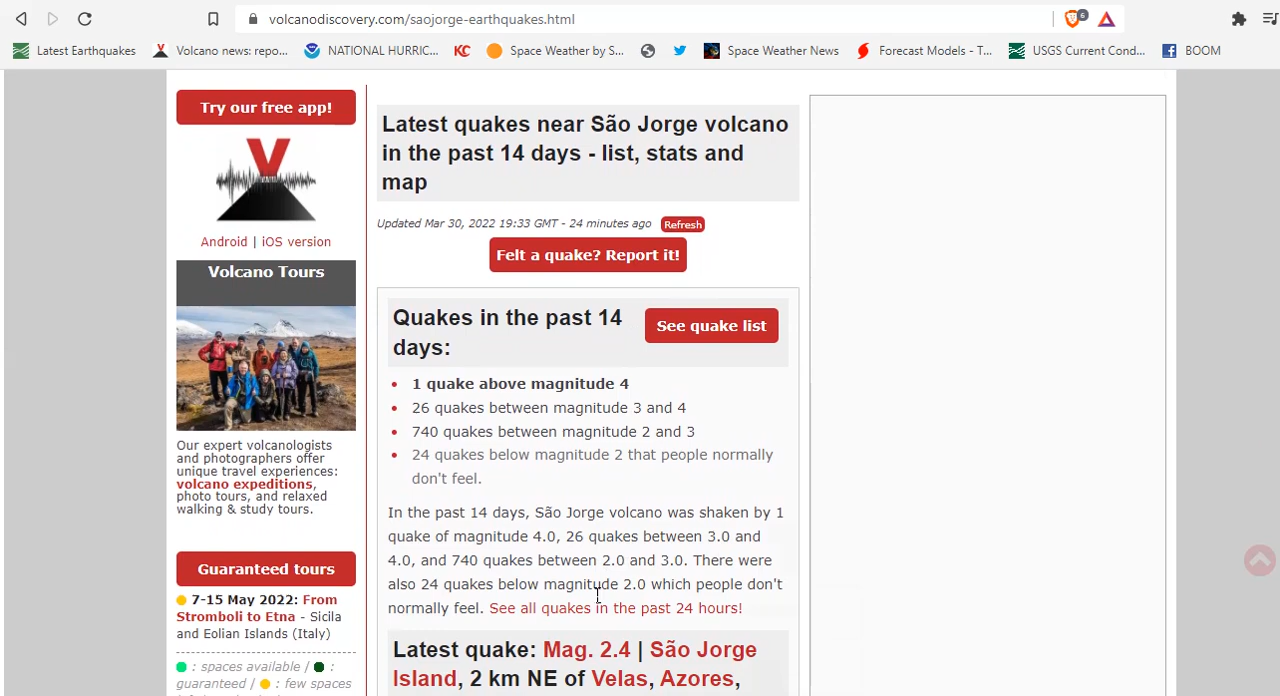 volcanodiscovery.com/saojorge-earthquakes.html
6
Latest Earthquakes
Volcano news: repo...
NATIONAL HURRIC...
KC
Space Weather by S...
Space Weather News
Forecast Models - T...
USGS Current Cond...
BOOM
Try our free app!
Android | iOS version
Volcano Tours
Our expert volcanologists
and photographers offer
unique travel experiences:
volcano expeditions,
photo tours, and relaxed
walking & study tours.
Guaranteed tours
7-15 May 2022: From
Stromboli to Etna - Sicila
and Eolian Islands (Italy)
: spaces available / :
guaranteed / : few spaces
Latest quakes near São Jorge volcano
in the past 14 days - list, stats and
map
Updated Mar 30, 2022 19:33 GMT - 24 minutes ago Refresh
Felt a quake? Report it!
Quakes in the past 14
days:
See quake list
1 quake above magnitude 4
26 quakes between magnitude 3 and 4
740 quakes between magnitude 2 and 3
24 quakes below magnitude 2 that people normally
don't feel.
In the past 14 days, São Jorge volcano was shaken by 1
quake of magnitude 4.0, 26 quakes between 3.0 and
4.0, and 740 quakes between 2.0 and 3.0. There were
also 24 quakes below magnitude 2.0 which people don't
normally feel. See all quakes in the past 24 hours!
Latest quake: Mag. 2.4 | São Jorge
Island, 2 km NE of Velas, Azores,